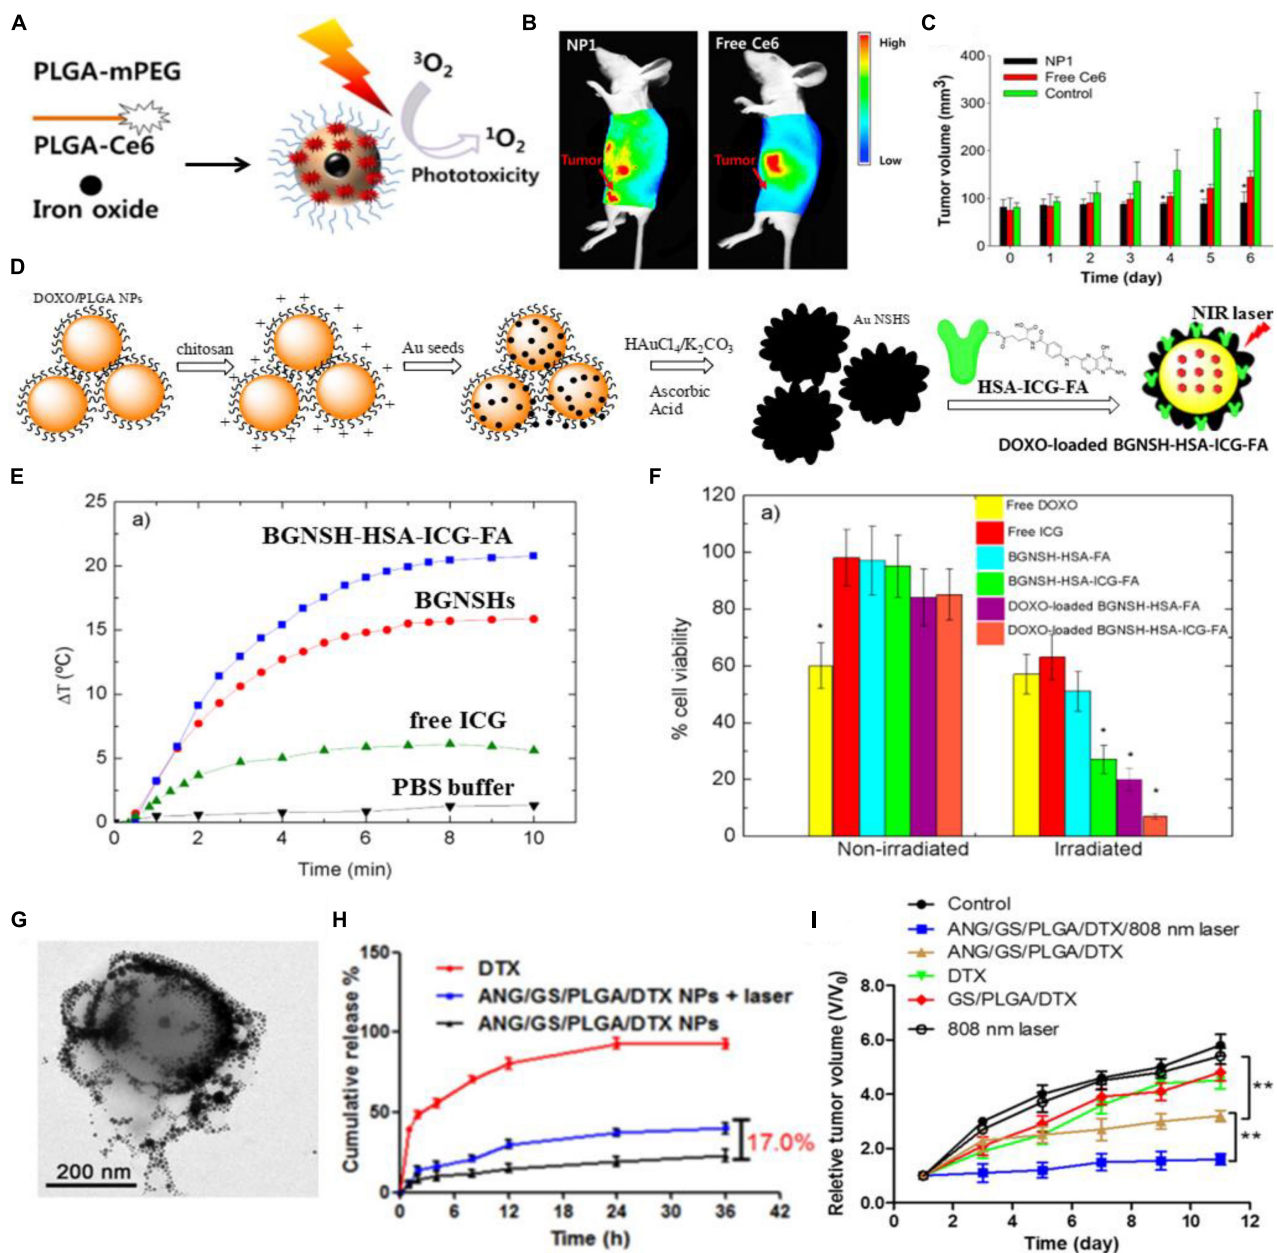 A
PLGA-mPEG
PLGA-Ce6
Iron oxide
³O₂
¹O₂
Phototoxicity
B
NP1
Tumor
Free Ce6
Tumor
High
Low
C
NP1
Free Ce6
Control
Tumor volume (mm³)
400
300
200
100
0
*
*
*
0 1 2 3 4 5 6
Time (day)
D
DOXO/PLGA NPs
chitosan
Au seeds
HAuCl₄/K₂CO₃
Ascorbic
Acid
Au NSHS
HSA-ICG-FA
NIR laser
DOXO-loaded BGNSH-HSA-ICG-FA
E
a)
BGNSH-HSA-ICG-FA
BGNSHs
free ICG
PBS buffer
ΔT (ºC)
25
20
15
10
5
0
0 2 4 6 8 10
Time (min)
F
a)
Free DOXO
Free ICG
BGNSH-HSA-FA
BGNSH-HSA-ICG-FA
DOXO-loaded BGNSH-HSA-FA
DOXO-loaded BGNSH-HSA-ICG-FA
% cell viability
120
100
80
60
40
20
0
*
*
*
*
Non-irradiated Irradiated
G
200 nm
H
DTX
ANG/GS/PLGA/DTX NPs + laser
ANG/GS/PLGA/DTX NPs
Cumulative release %
150
100
50
0
17.0%
0 6 12 18 24 30 36 42
Time (h)
I
Control
ANG/GS/PLGA/DTX/808 nm laser
ANG/GS/PLGA/DTX
DTX
GS/PLGA/DTX
808 nm laser
Reletive tumor volume (V/V₀)
8.0
6.0
4.0
2.0
0.0
**
**
0 2 4 6 8 10 12
Time (day)